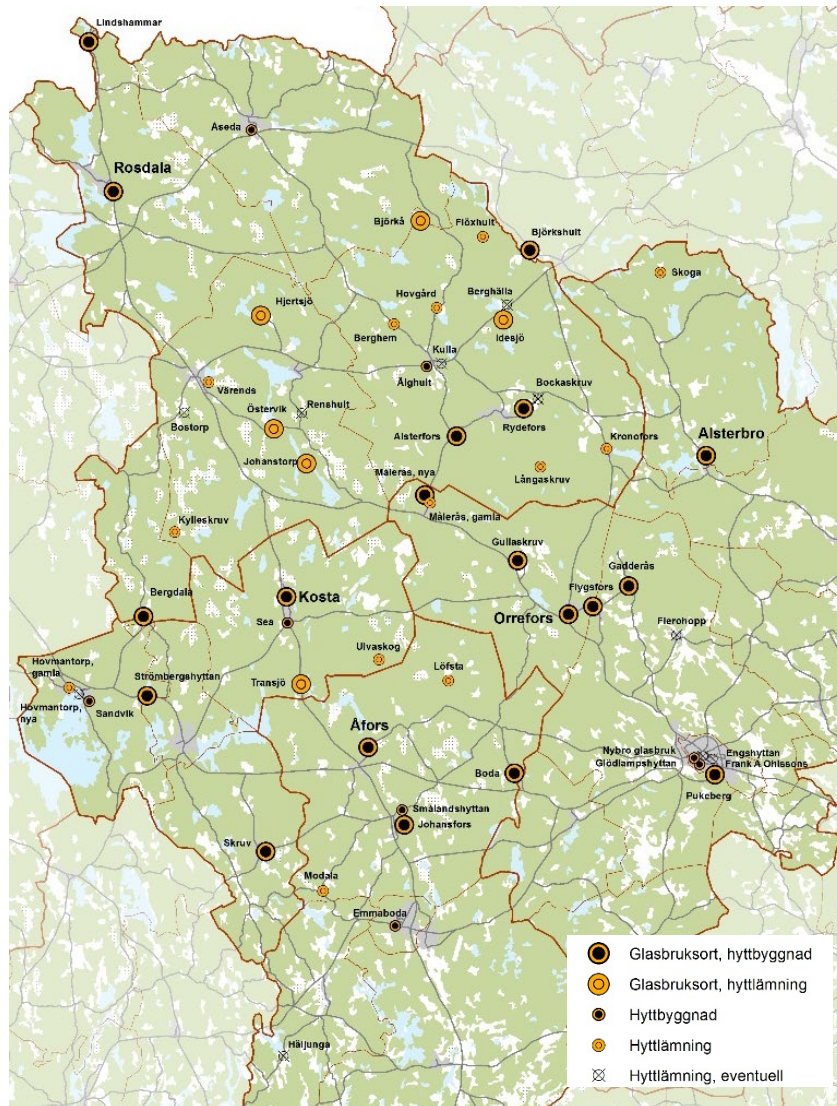 Lindshammar
Åseda
Rosdala
Björkå
Flöxhult
Björkshult
Skoga
Hjertsjö
Hovgård
Berghälla
Berghem
Idesjö
Kulla
Älghult
Värends
Renshult
Bockaskruv
Östervik
Bostorp
Rydefors
Alsterfors
Kronofors
Alsterbro
Johanstorp
Långaskruv
Målerås, nya
Målerås, gamla
Kylleskruv
Gullaskruv
Gadderås
Bergdala
Kosta
Flygsfors
Orrefors
Sea
Flerohopp
Ulvaskog
Löfsta
Hovmantorp,
gamla
Strömbergshyttan
Transjö
Hovmantorp,
nya
Sandvik
Åfors
Nybro glasbruk
Engshyttan
Glödlampshyttan
Frank A Ohlssons
Boda
Pukeberg
Smålandshyttan
Johansfors
Skruv
Modala
Emmaboda
Häljunga
Glasbruksort, hyttbyggnad
Glasbruksort, hyttlämning
Hyttbyggnad
Hyttlämning
Hyttlämning, eventuell